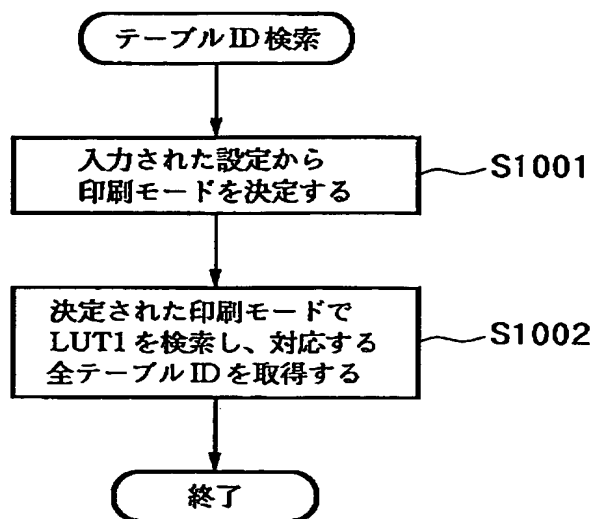 テーブルID検索
入力された設定から
印刷モードを決定する
S1001
決定された印刷モードで
LUT1を検索し、対応する
全テーブルIDを取得する
S1002
終了